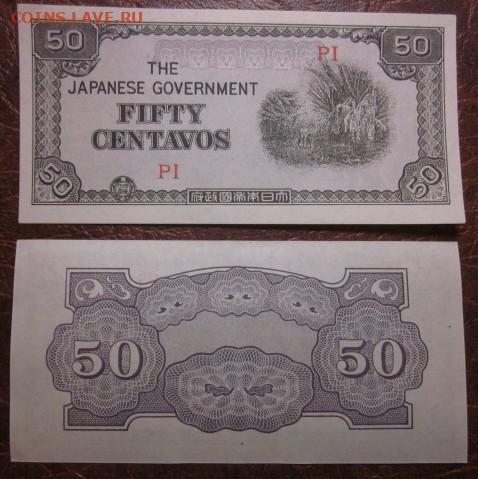 COINS.LAVE.RU
50 50
PI
THE
JAPANESE GOVERNMENT
FIFTY
CENTAVOS
PI
50 50
府政國帝本日大
50 50